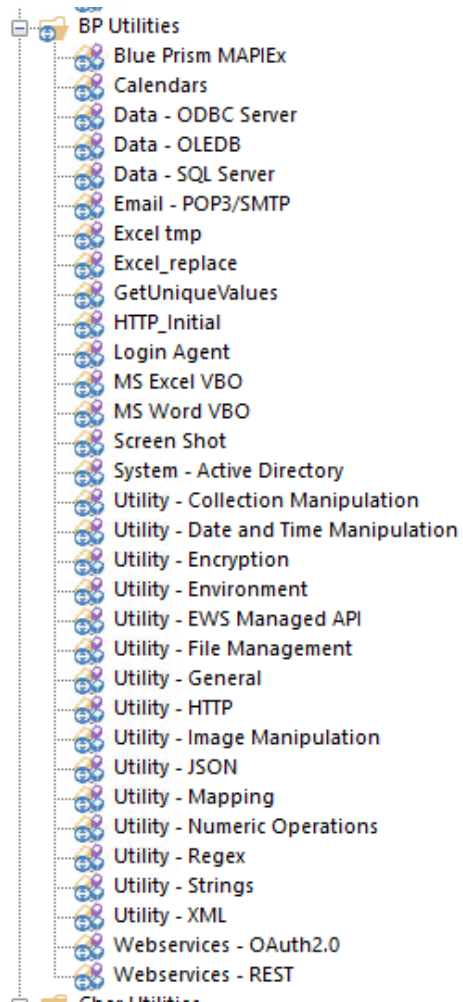 BP Utilities
Blue Prism MAPIEx
Calendars
Data - ODBC Server
Data - OLEDB
Data - SQL Server
Email - POP3/SMTP
Excel tmp
Excel_replace
GetUniqueValues
HTTP_Initial
Login Agent
MS Excel VBO
MS Word VBO
Screen Shot
System - Active Directory
Utility - Collection Manipulation
Utility - Date and Time Manipulation
Utility - Encryption
Utility - Environment
Utility - EWS Managed API
Utility - File Management
Utility - General
Utility - HTTP
Utility - Image Manipulation
Utility - JSON
Utility - Mapping
Utility - Numeric Operations
Utility - Regex
Utility - Strings
Utility - XML
Webservices - OAuth2.0
Webservices - REST